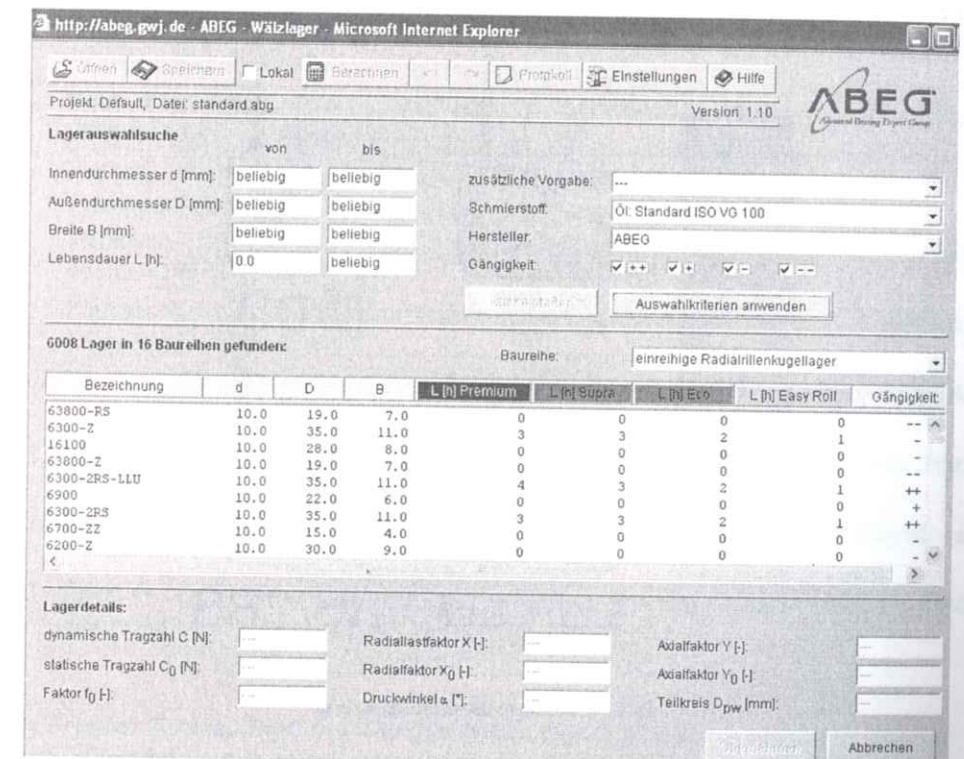 http://abeg.gwj.de - ABEG - Wälzlager - Microsoft Internet Explorer
Öffnen Speichern Lokal Berechnen Protokoll EInstellungen Hilfe
Projekt: Default, Datei: standard.abg Version 1.10
ABEG
Lagerauswahlsuche
von bis
Innendurchmesser d [mm]: beliebig beliebig zusätzliche Vorgabe: ---
Außendurchmesser D [mm]: beliebig beliebig Schmierstoff: Öl: Standard ISO VG 100
Breite B [mm]: beliebig beliebig Hersteller: ABEG
Lebensdauer L [h]: 0.0 beliebig Gängigkeit: ++ + - --
Auswahlkriterien anwenden
6008 Lager in 16 Baureihen gefunden: Baureihe: einreihige Radialrillenkugellager
Bezeichnung d D B L [h] Premium L [h] Supra L [h] Eco L [h] Easy Roll Gängigkeit:
63800-RS 10.0 19.0 7.0 0 0 0 0 --
6300-Z 10.0 35.0 11.0 3 3 2 1 -
16100 10.0 28.0 8.0 0 0 0 0 -
63800-Z 10.0 19.0 7.0 0 0 0 0 --
6300-2RS-LLU 10.0 35.0 11.0 4 3 2 1 ++
6900 10.0 22.0 6.0 0 0 0 0 +
6300-2RS 10.0 35.0 11.0 3 3 2 1 ++
6700-ZZ 10.0 15.0 4.0 0 0 0 0 -
6200-Z 10.0 30.0 9.0 0 0 0 0 -
Lagerdetails:
dynamische Tragzahl C [N]: --- Radiallastfaktor X [-]: --- Axialfaktor Y [-]: ---
statische Tragzahl C0 [N]: --- Radialfaktor X0 [-]: --- Axialfaktor Y0 [-]: ---
Faktor f0 [-]: --- Druckwinkel α [°]: --- Teilkreis Dpw [mm]: ---
Abbrechen